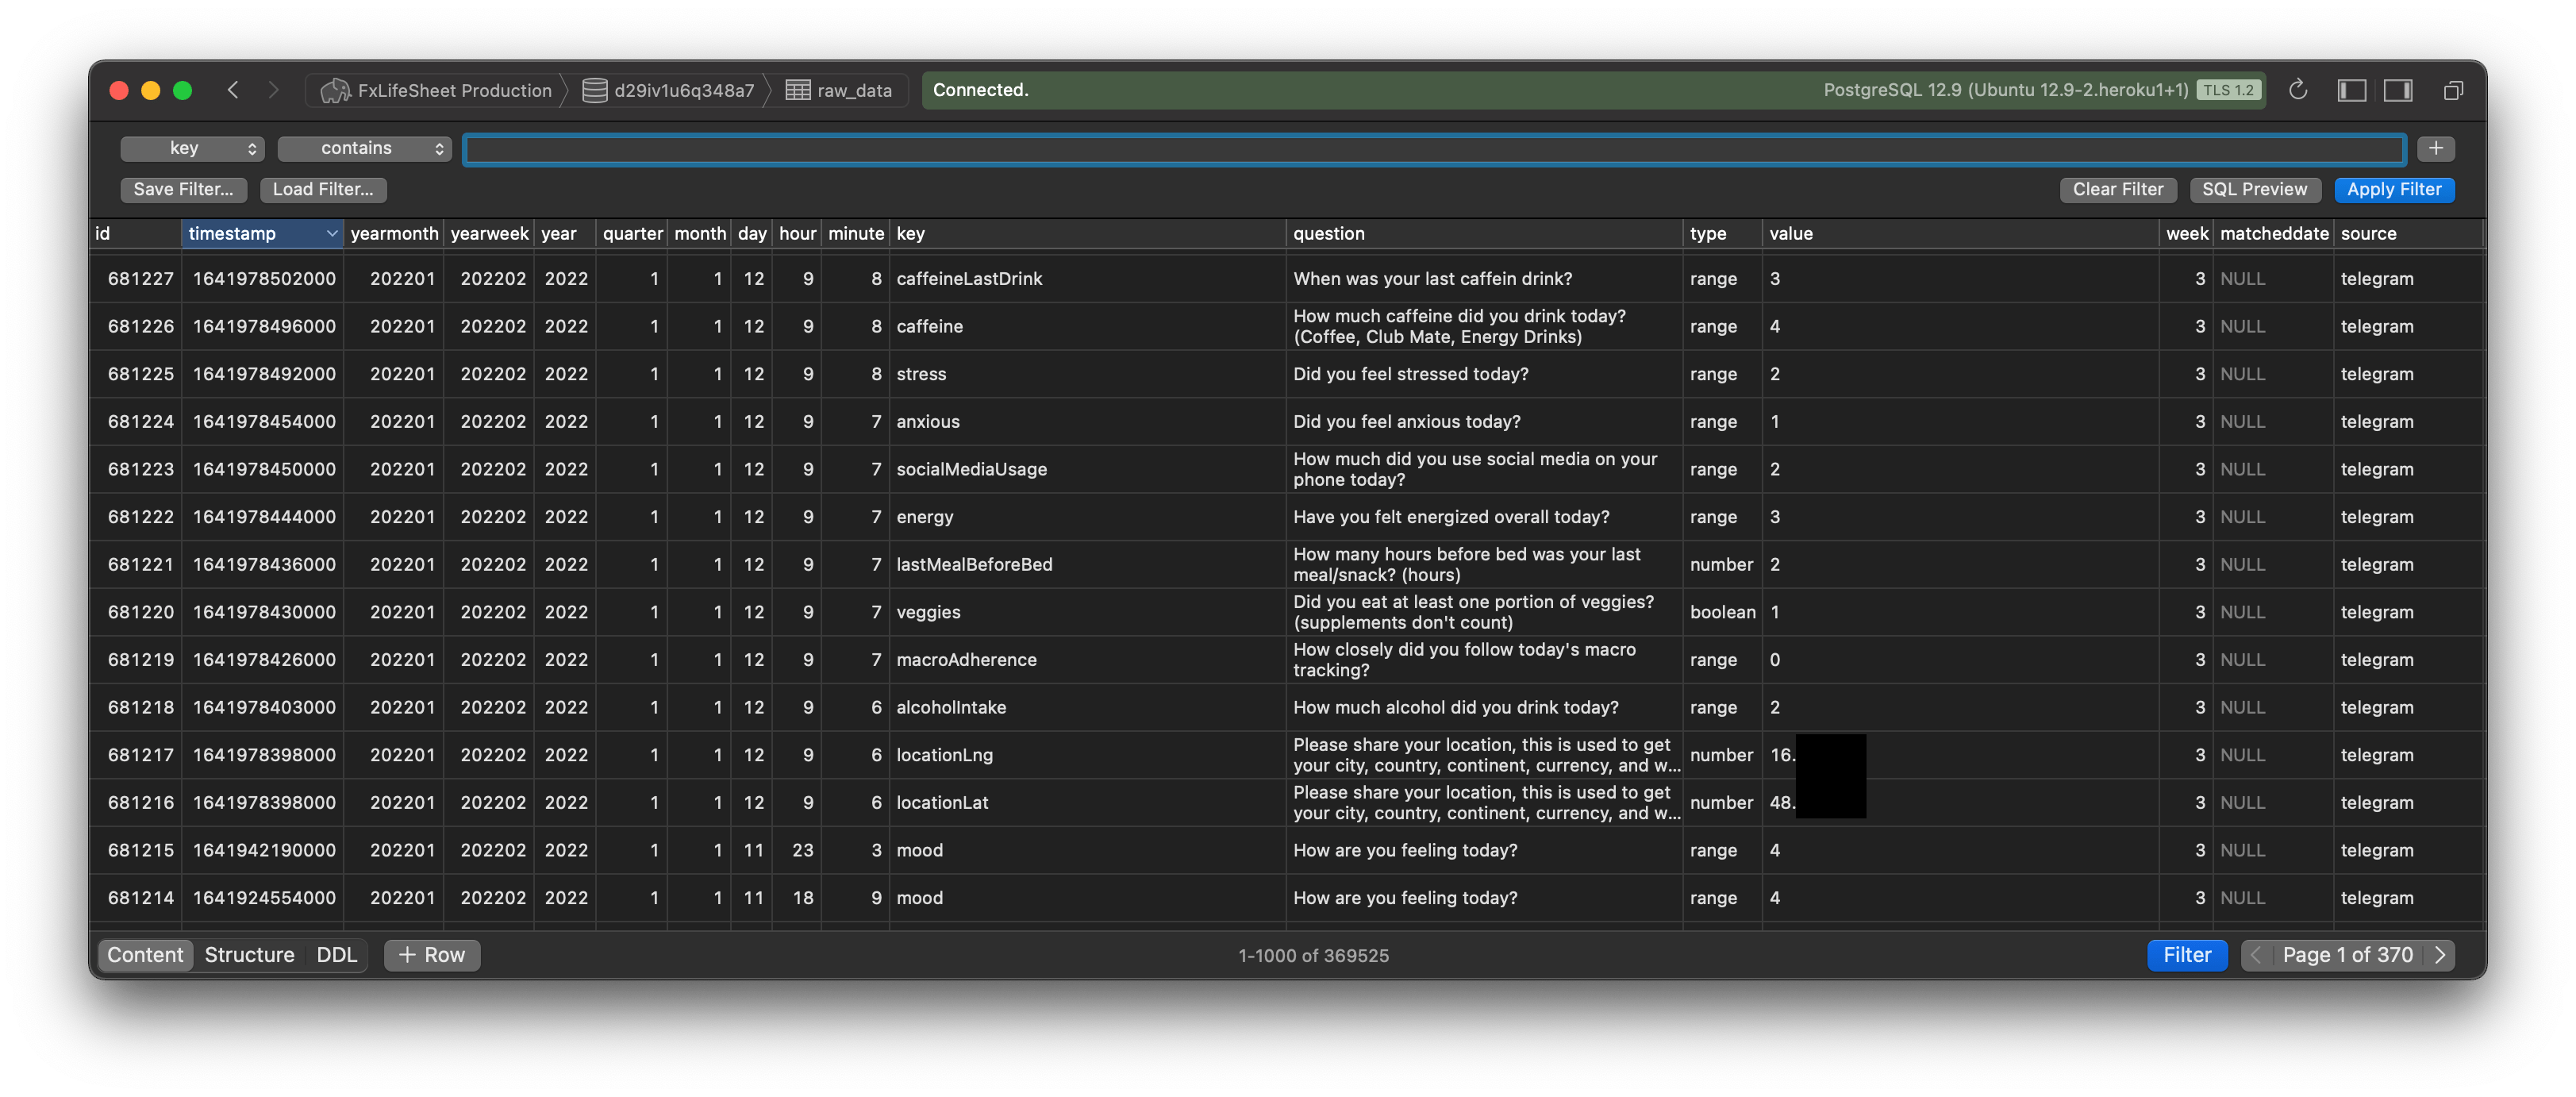 FxLifeSheet Production d29iv1u6q348a7 raw_data Connected. PostgreSQL 12.9 (Ubuntu 12.9-2.heroku1+1) TLS 1.2
key contains +
Save Filter... Load Filter... Clear Filter SQL Preview Apply Filter
id timestamp yearmonth yearweek year quarter month day hour minute key question type value week matcheddate source
681227 1641978502000 202201 202202 2022 1 1 12 9 8 caffeineLastDrink When was your last caffein drink? range 3 3 NULL telegram
681226 1641978496000 202201 202202 2022 1 1 12 9 8 caffeine How much caffeine did you drink today?
(Coffee, Club Mate, Energy Drinks) range 4 3 NULL telegram
681225 1641978492000 202201 202202 2022 1 1 12 9 8 stress Did you feel stressed today? range 2 3 NULL telegram
681224 1641978454000 202201 202202 2022 1 1 12 9 7 anxious Did you feel anxious today? range 1 3 NULL telegram
681223 1641978450000 202201 202202 2022 1 1 12 9 7 socialMediaUsage How much did you use social media on your
phone today? range 2 3 NULL telegram
681222 1641978444000 202201 202202 2022 1 1 12 9 7 energy Have you felt energized overall today? range 3 3 NULL telegram
681221 1641978436000 202201 202202 2022 1 1 12 9 7 lastMealBeforeBed How many hours before bed was your last
meal/snack? (hours) number 2 3 NULL telegram
681220 1641978430000 202201 202202 2022 1 1 12 9 7 veggies Did you eat at least one portion of veggies?
(supplements don't count) boolean 1 3 NULL telegram
681219 1641978426000 202201 202202 2022 1 1 12 9 7 macroAdherence How closely did you follow today's macro
tracking? range 0 3 NULL telegram
681218 1641978403000 202201 202202 2022 1 1 12 9 6 alcoholIntake How much alcohol did you drink today? range 2 3 NULL telegram
681217 1641978398000 202201 202202 2022 1 1 12 9 6 locationLng Please share your location, this is used to get
your city, country, continent, currency, and w... number 16. 3 NULL telegram
681216 1641978398000 202201 202202 2022 1 1 12 9 6 locationLat Please share your location, this is used to get
your city, country, continent, currency, and w... number 48. 3 NULL telegram
681215 1641942190000 202201 202202 2022 1 1 11 23 3 mood How are you feeling today? range 4 3 NULL telegram
681214 1641924554000 202201 202202 2022 1 1 11 18 9 mood How are you feeling today? range 4 3 NULL telegram
Content Structure DDL + Row 1-1000 of 369525 Filter Page 1 of 370